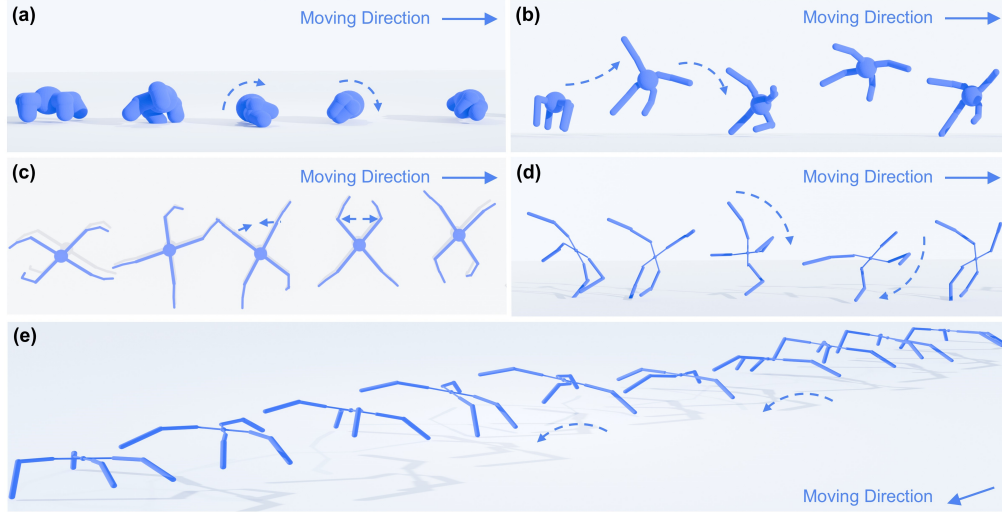 (a)
Moving Direction
(b)
Moving Direction
(c)
Moving Direction
(d)
Moving Direction
(e)
Moving Direction